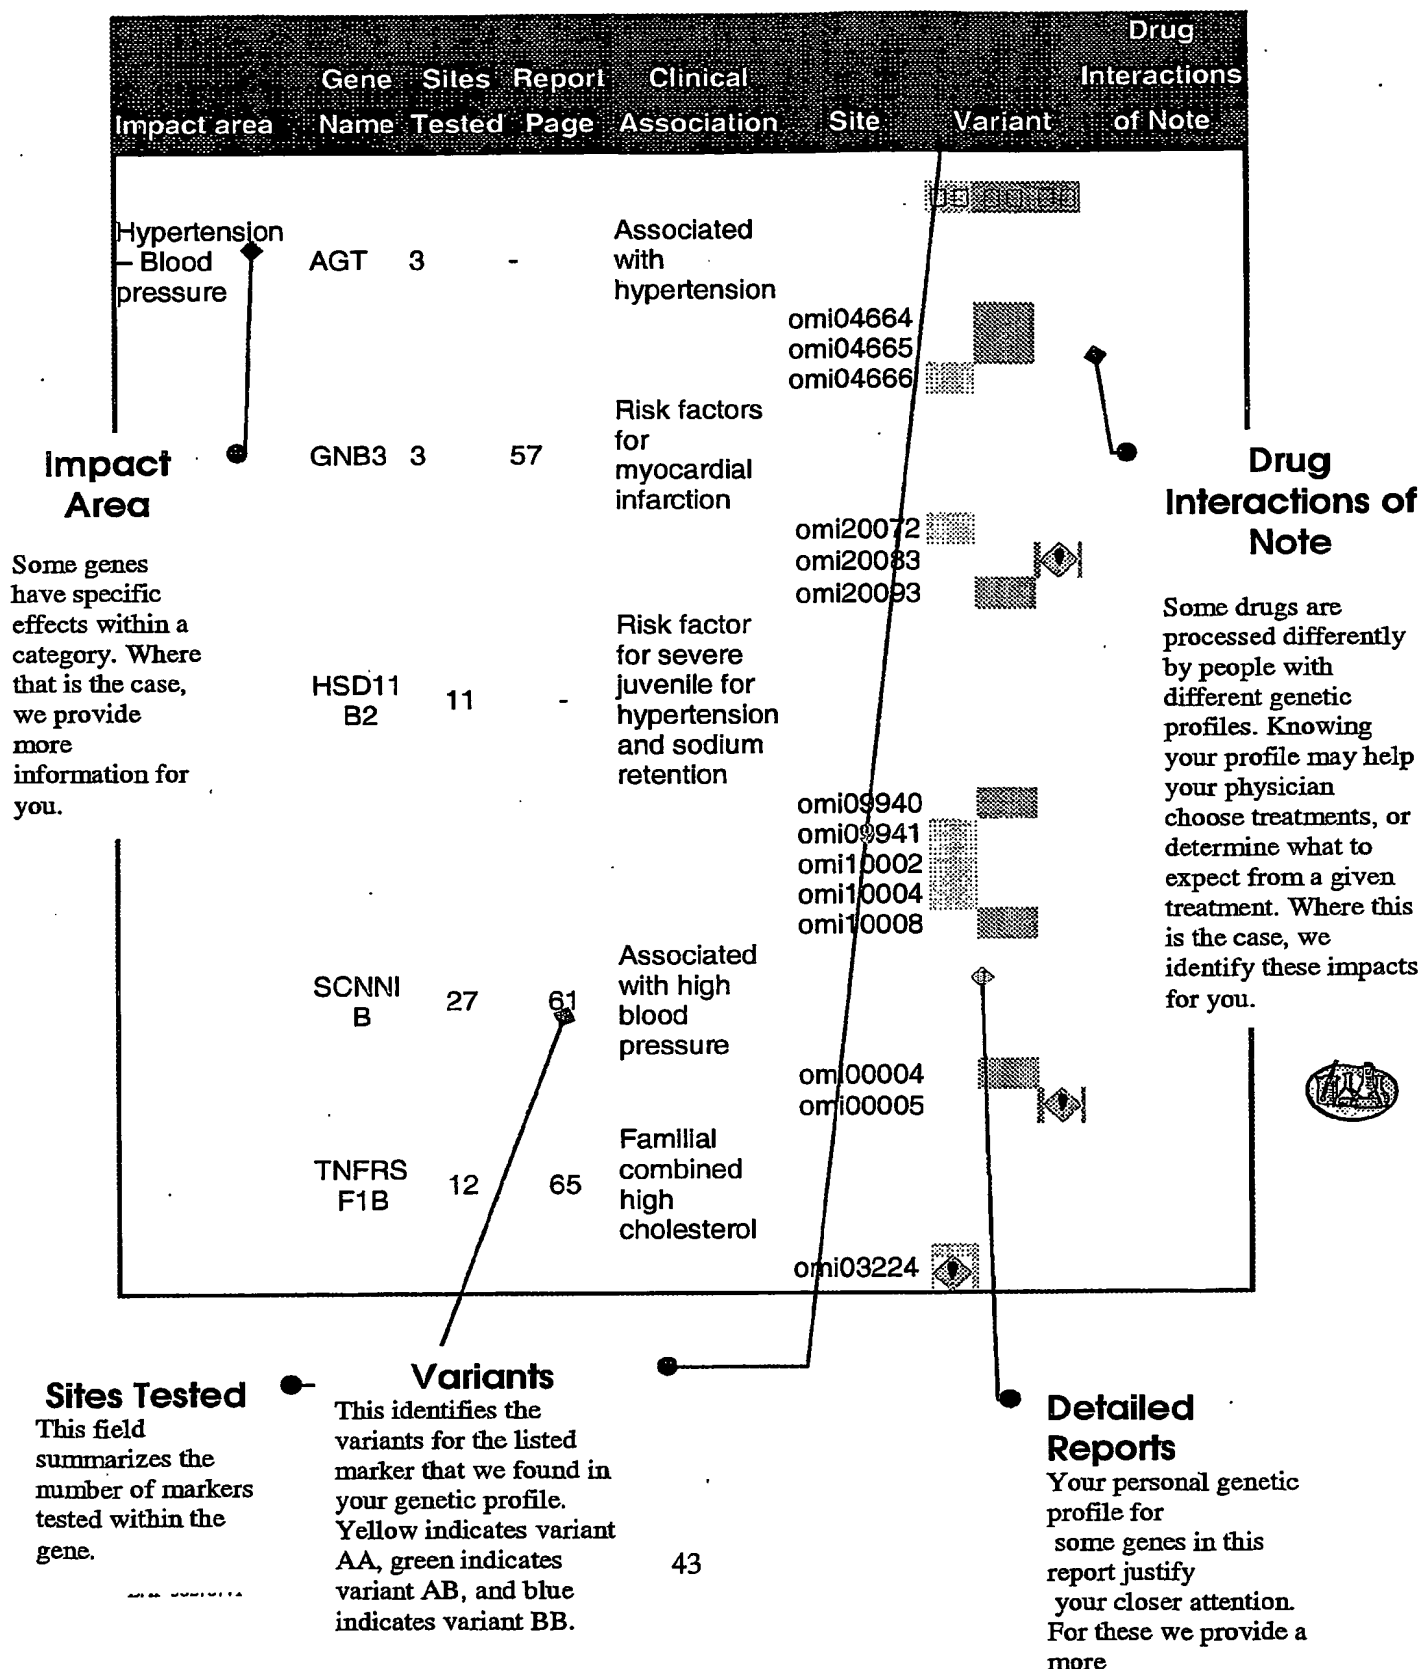 Drug
Gene Sites Report Clinical Interactions
Impact area Name Tested Page Association Site Variant of Note
Hypertension
– Blood
pressure
AGT 3 -
Associated
with
hypertension
omi04664
omi04665
omi04666
GNB3 3 57
Risk factors
for
myocardial
infarction
omi20072
omi20083
omi20093
HSD11
B2
11 -
Risk factor
for severe
juvenile for
hypertension
and sodium
retention
omi09940
omi09941
omi10002
omi10004
omi10008
SCNNI
B
27 61
Associated
with high
blood
pressure
omi00004
omi00005
TNFRS
F1B
12 65
Familial
combined
high
cholesterol
omi03224
Impact
Area
Some genes
have specific
effects within a
category. Where
that is the case,
we provide
more
information for
you.
Drug
Interactions of
Note
Some drugs are
processed differently
by people with
different genetic
profiles. Knowing
your profile may help
your physician
choose treatments, or
determine what to
expect from a given
treatment. Where this
is the case, we
identify these impacts
for you.
Sites Tested
This field
summarizes the
number of markers
tested within the
gene.
Variants
This identifies the
variants for the listed
marker that we found in
your genetic profile.
Yellow indicates variant
AA, green indicates
variant AB, and blue
indicates variant BB.
43
Detailed
Reports
Your personal genetic
profile for
some genes in this
report justify
your closer attention.
For these we provide a
more